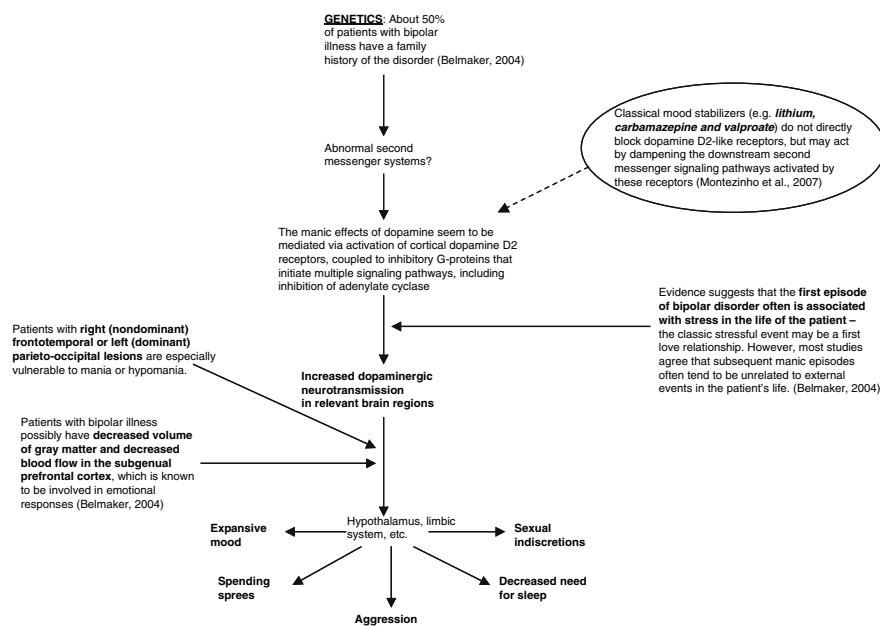 GENETICS: About 50%
of patients with bipolar
illness have a family
history of the disorder (Belmaker, 2004)
Classical mood stabilizers (e.g. lithium,
carbamazepine and valproate) do not directly
block dopamine D2-like receptors, but may act
by dampening the downstream second
messenger signaling pathways activated by
these receptors (Montezinho et al., 2007)
Abnormal second
messenger systems?
The manic effects of dopamine seem to be
mediated via activation of cortical dopamine D2
receptors, coupled to inhibitory G-proteins that
initiate multiple signaling pathways, including
inhibition of adenylate cyclase
Evidence suggests that the first episode
of bipolar disorder often is associated
with stress in the life of the patient –
the classic stressful event may be a first
love relationship. However, most studies
agree that subsequent manic episodes
often tend to be unrelated to external
events in the patient's life. (Belmaker, 2004)
Patients with right (nondominant)
frontotemporal or left (dominant)
parieto-occipital lesions are especially
vulnerable to mania or hypomania.
Increased dopaminergic
neurotransmission
in relevant brain regions
Patients with bipolar illness
possibly have decreased volume
of gray matter and decreased
blood flow in the subgenual
prefrontal cortex, which is known
to be involved in emotional
responses (Belmaker, 2004)
Hypothalamus, limbic
system, etc.
Expansive
mood
Sexual
indiscretions
Spending
sprees
Decreased need
for sleep
Aggression